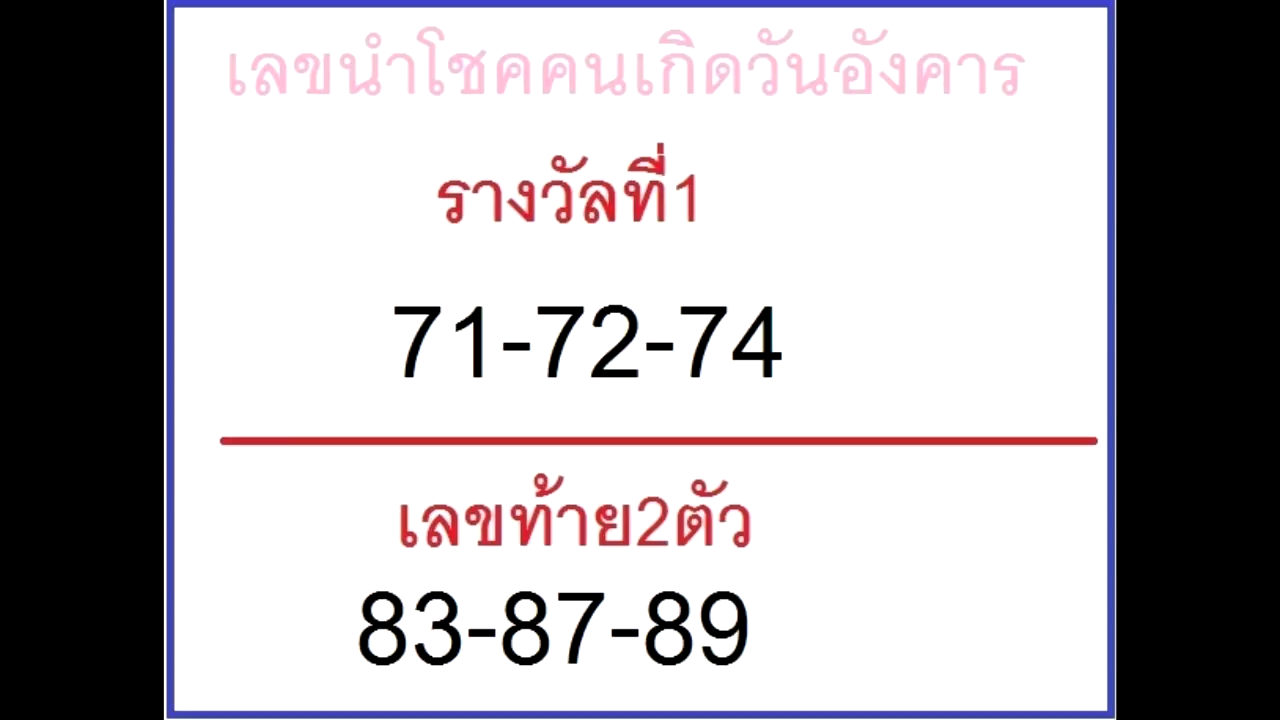 เลขนำโชคคนเกิดวันอังคาร
รางวัลที่1
71-72-74
เลขท้าย2ตัว
83-87-89